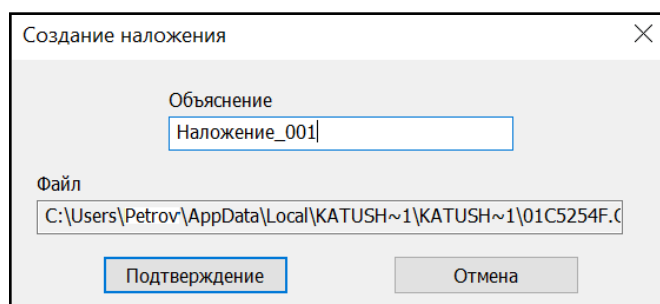 Создание наложения
Объяснение
Наложение_001
Файл
C:\Users\Petrov\AppData\Local\KATUSH~1\KATUSH~1\01C5254F.
Подтверждение
Отмена